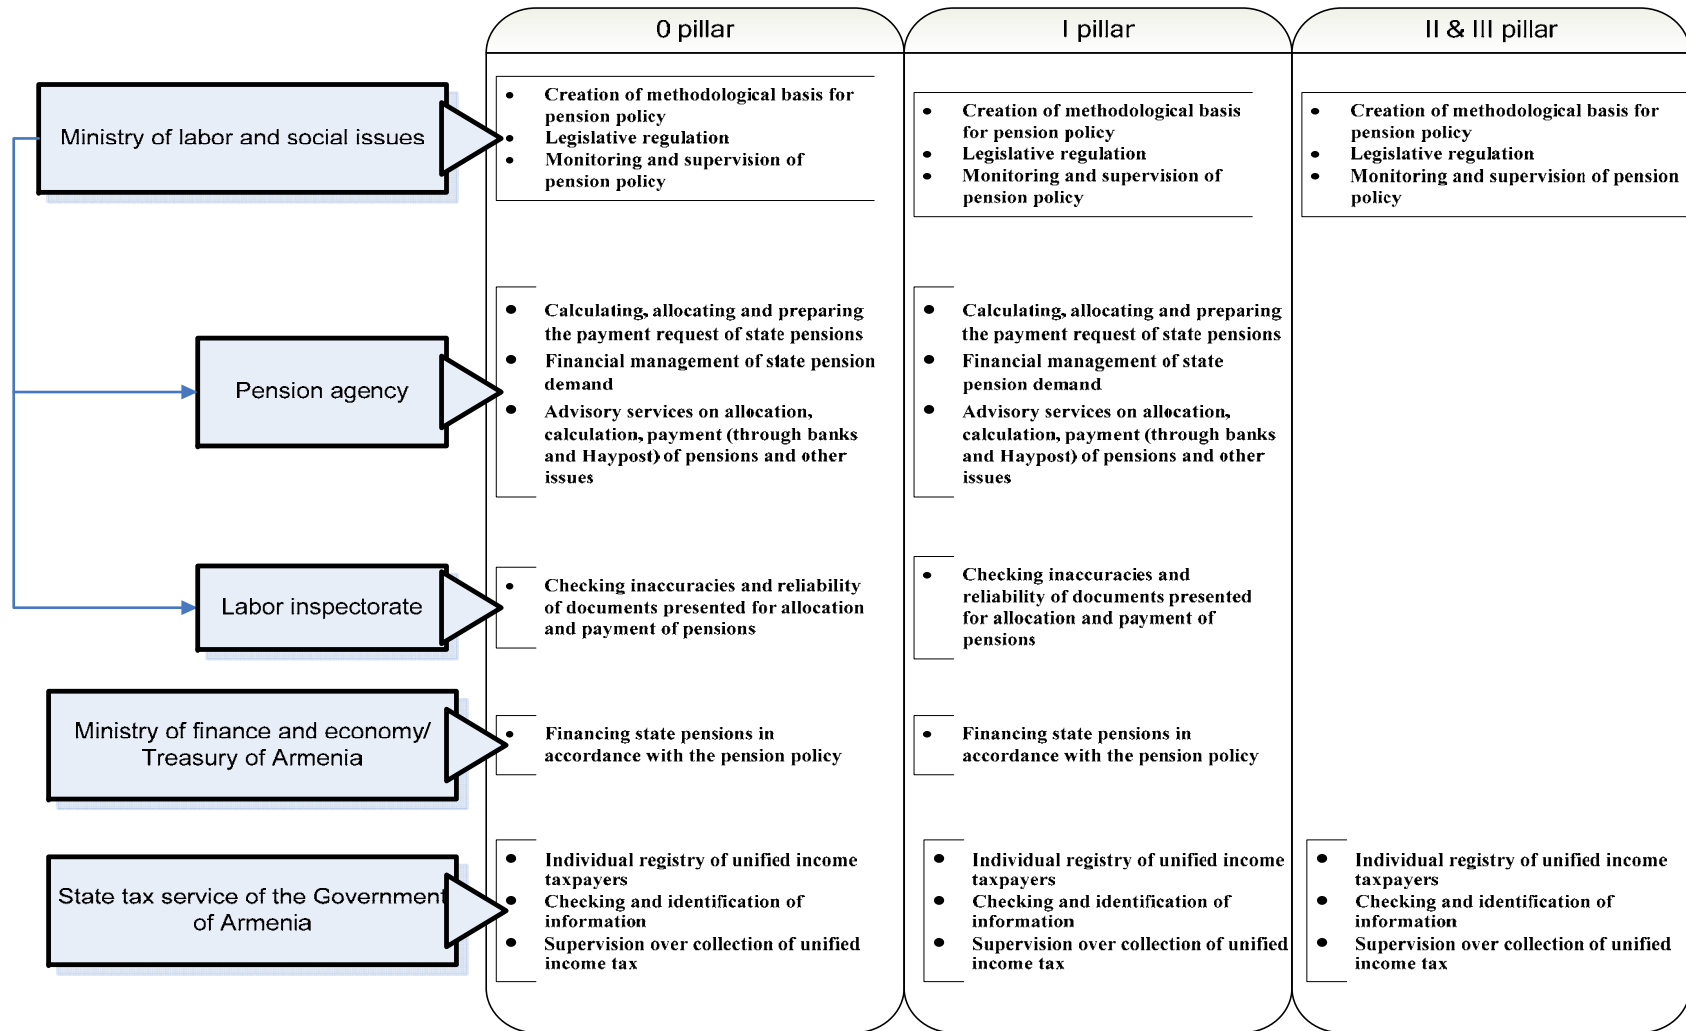 0 pillar
I pillar
II & III pillar
Ministry of labor and social issues
• Creation of methodological basis for
pension policy
• Legislative regulation
• Monitoring and supervision of
pension policy
• Creation of methodological basis
for pension policy
• Legislative regulation
• Monitoring and supervision of
pension policy
• Creation of methodological basis for
pension policy
• Legislative regulation
• Monitoring and supervision of pension
policy
Pension agency
• Calculating, allocating and preparing
the payment request of state pensions
• Financial management of state pension
demand
• Advisory services on allocation,
calculation, payment (through banks
and Haypost) of pensions and other
issues
• Calculating, allocating and preparing
the payment request of state pensions
• Financial management of state
pension demand
• Advisory services on allocation,
calculation, payment (through banks
and Haypost) of pensions and other
issues
Labor inspectorate
• Checking inaccuracies and reliability
of documents presented for allocation
and payment of pensions
• Checking inaccuracies and
reliability of documents presented
for allocation and payment of
pensions
Ministry of finance and economy/
Treasury of Armenia
• Financing state pensions in
accordance with the pension policy
• Financing state pensions in
accordance with the pension policy
State tax service of the Government
of Armenia
• Individual registry of unified income
taxpayers
• Checking and identification of
information
• Supervision over collection of unified
income tax
• Individual registry of unified income
taxpayers
• Checking and identification of
information
• Supervision over collection of unified
income tax
• Individual registry of unified income
taxpayers
• Checking and identification of
information
• Supervision over collection of unified
income tax